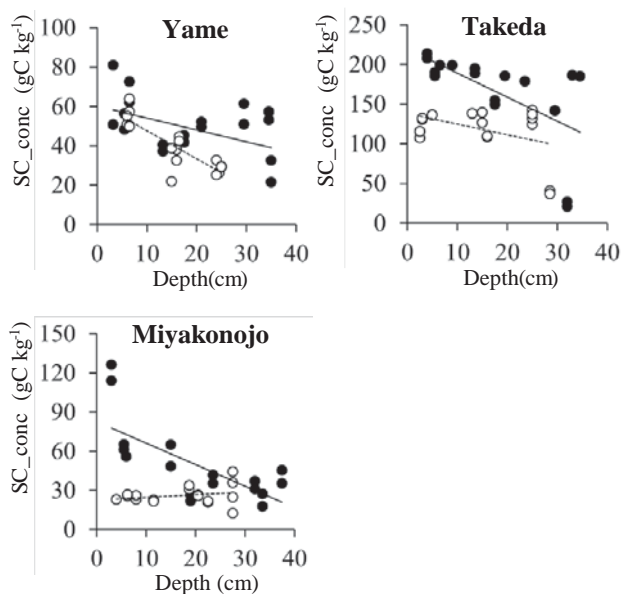 Yame
SC_conc (gC kg-1)
100
80
60
40
20
0
0 10 20 30 40
Depth(cm)
Takeda
SC_conc (gC kg-1)
250
200
150
100
50
0
0 10 20 30 40
Depth(cm)
Miyakonojo
SC_conc (gC kg-1)
150
120
90
60
30
0
0 10 20 30 40
Depth (cm)